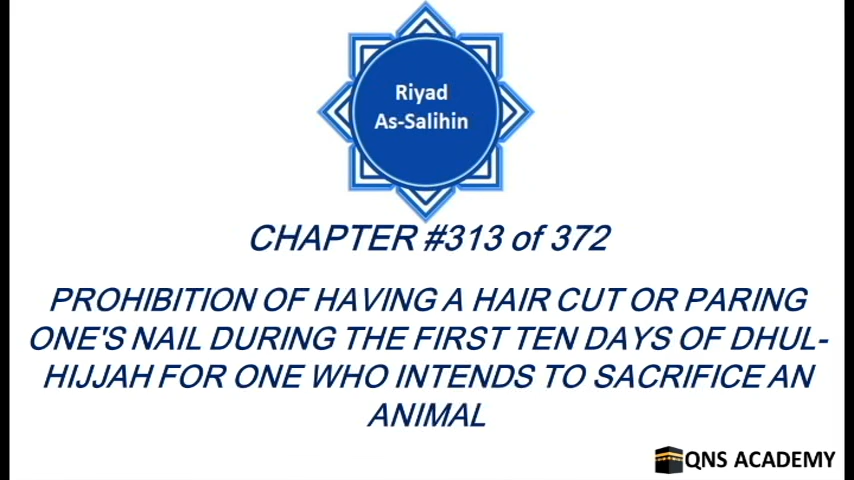 Riyad
As-Salihin
CHAPTER #313 of 372
PROHIBITION OF HAVING A HAIR CUT OR PARING
ONE'S NAIL DURING THE FIRST TEN DAYS OF DHUL-
HIJJAH FOR ONE WHO INTENDS TO SACRIFICE AN
ANIMAL
QNS ACADEMY